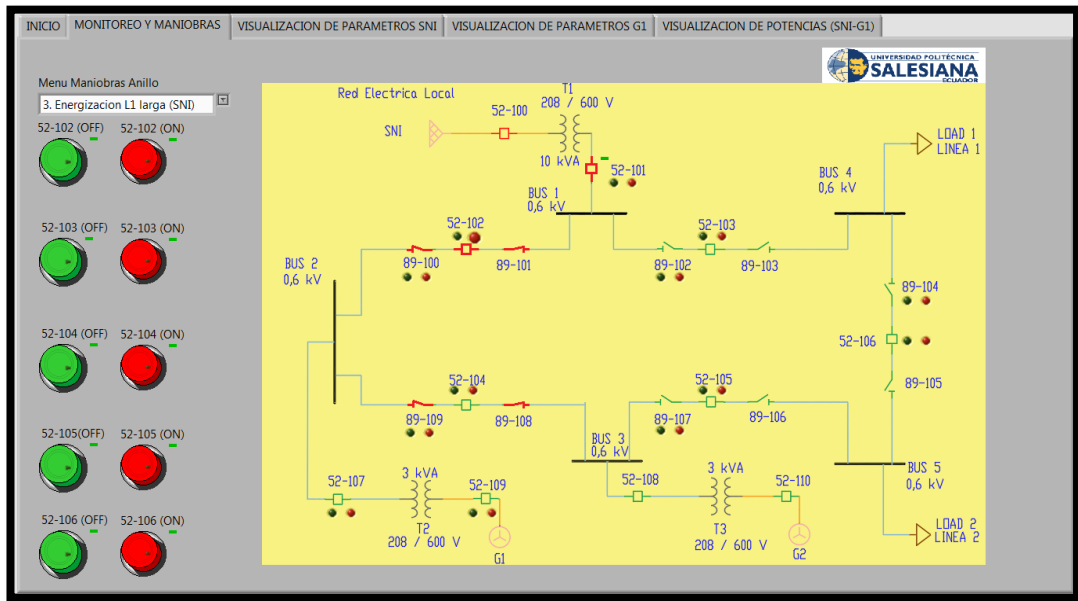 INICIO
MONITOREO Y MANIOBRAS
VISUALIZACION DE PARAMETROS SNI
VISUALIZACION DE PARAMETROS G1
VISUALIZACION DE POTENCIAS (SNI-G1)
UNIVERSIDAD POLITÉCNICA
SALESIANA
ECUADOR
Menu Maniobras Anillo
3. Energizacion L1 larga (SNI)
52-102 (OFF)
52-102 (ON)
52-103 (OFF)
52-103 (ON)
52-104 (OFF)
52-104 (ON)
52-105(OFF)
52-105 (ON)
52-106 (OFF)
52-106 (ON)
Red Electrica Local
T1
208 / 600 V
52-100
SNI
10 kVA
52-101
LOAD 1
LINEA 1
BUS 4
0,6 kV
BUS 1
0,6 kV
52-102
52-103
89-100
89-101
89-102
89-103
BUS 2
0,6 kV
89-104
52-106
89-105
52-104
52-105
89-109
89-108
89-107
89-106
BUS 3
0,6 kV
BUS 5
0,6 kV
3 kVA
3 kVA
52-107
52-109
52-108
52-110
T2
208 / 600 V
G1
T3
208 / 600 V
G2
LOAD 2
LINEA 2